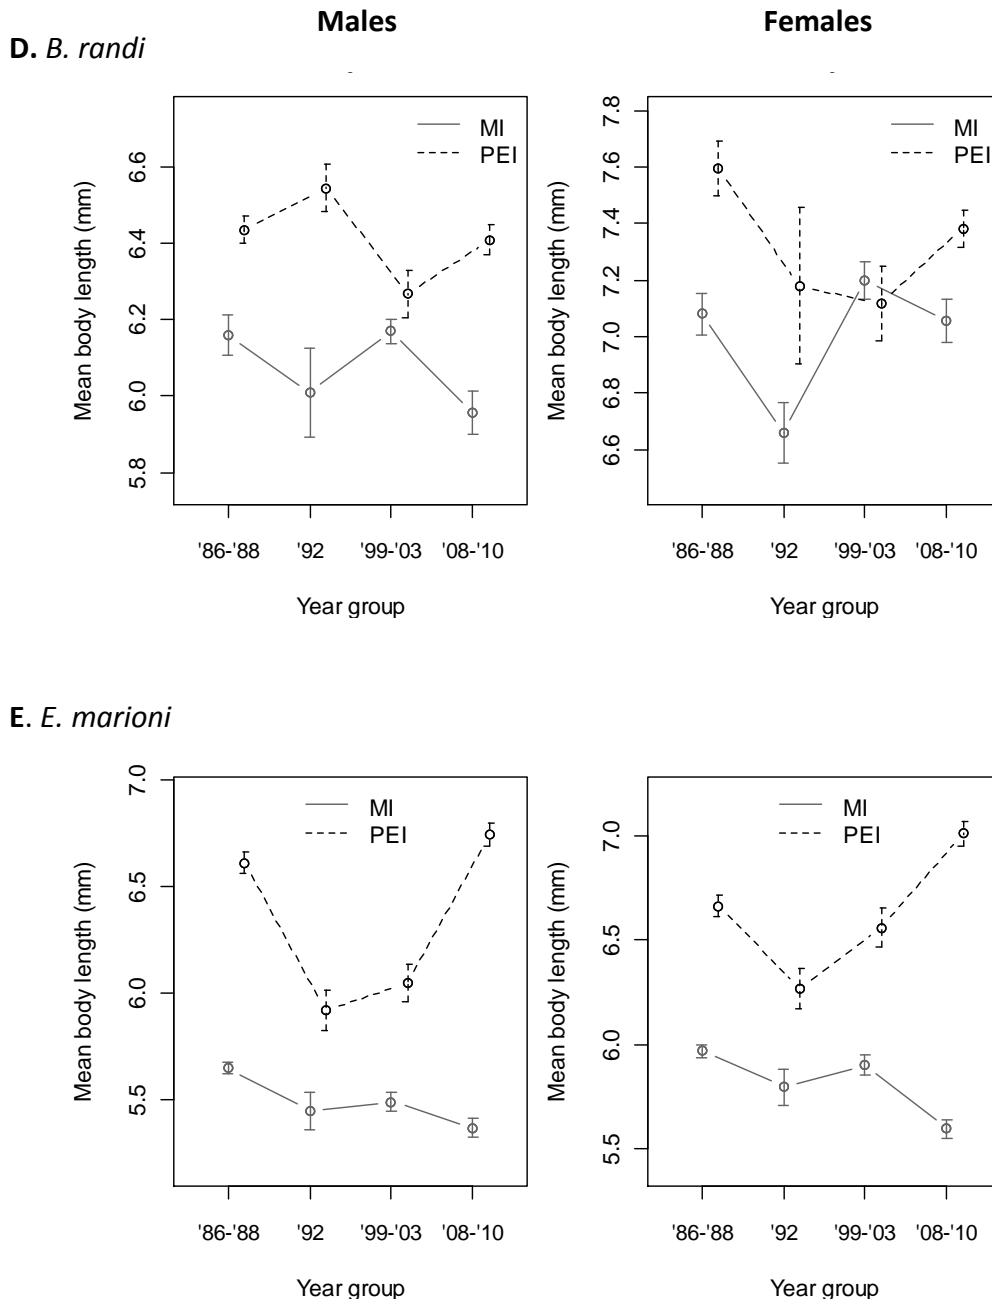 Males
Females
D. B. randi
MI
PEI
Mean body length (mm)
6.6
6.4
6.2
6.0
5.8
'86-'88
'92
'99-'03
'08-'10
Year group
MI
PEI
Mean body length (mm)
7.8
7.6
7.4
7.2
7.0
6.8
6.6
'86-'88
'92
'99-'03
'08-'10
Year group
E. E. marioni
MI
PEI
Mean body length (mm)
7.0
6.5
6.0
5.5
'86-'88
'92
'99-'03
'08-'10
Year group
MI
PEI
Mean body length (mm)
7.0
6.5
6.0
5.5
'86-'88
'92
'99-'03
'08-'10
Year group